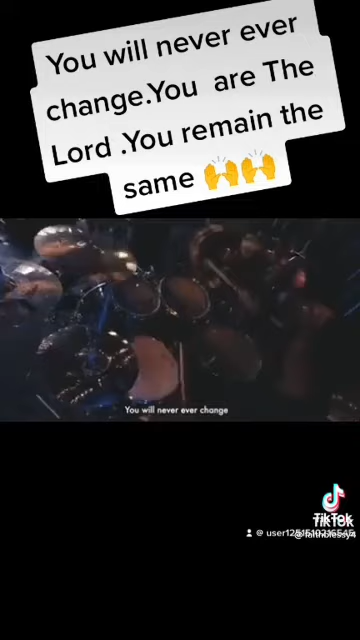 You will never ever
change.You are The
Lord .You remain the
same 🙌🙌
You will never ever change
TikTok